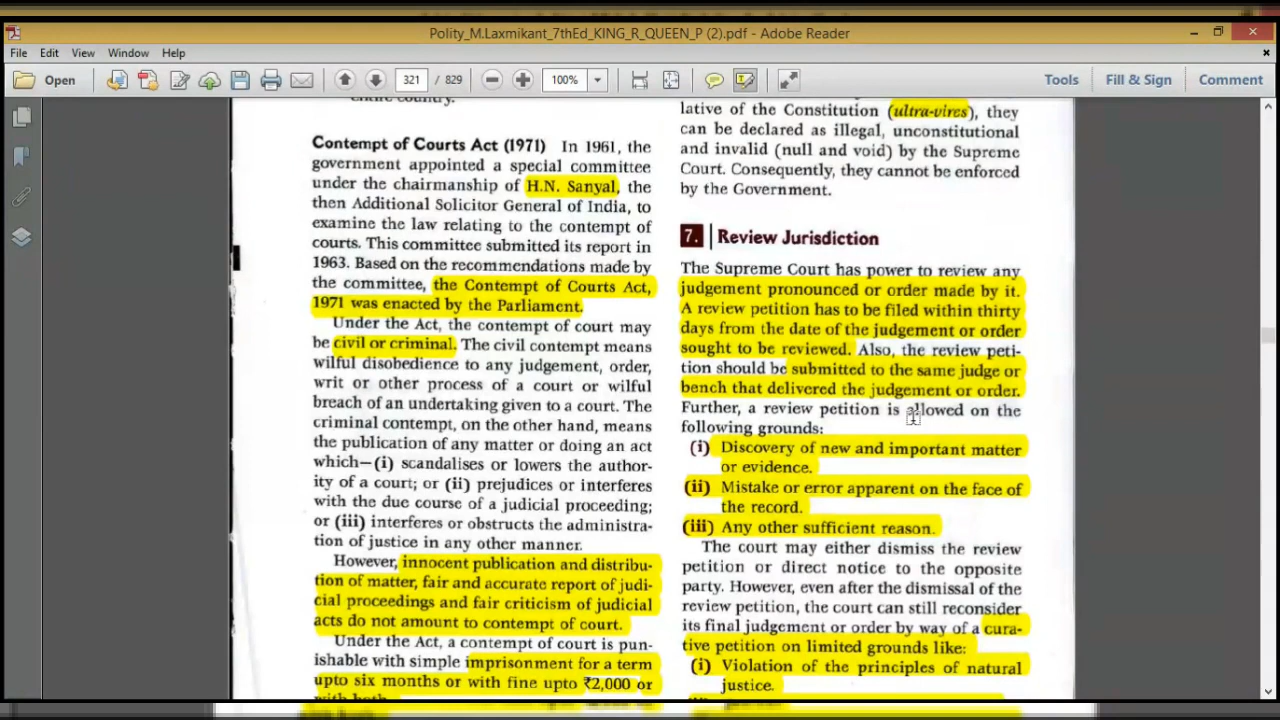 Polity_M.Laxmikant_7thEd_KING_R_QUEEN_P (2).pdf - Adobe Reader
File Edit View Window Help
Open 321 / 829 100% Tools Fill & Sign Comment
entire country.
Contempt of Courts Act (1971) In 1961, the
government appointed a special committee
under the chairmanship of H.N. Sanyal, the
then Additional Solicitor General of India, to
examine the law relating to the contempt of
courts. This committee submitted its report in
1963. Based on the recommendations made by
the committee, the Contempt of Courts Act,
1971 was enacted by the Parliament.
Under the Act, the contempt of court may
be civil or criminal. The civil contempt means
wilful disobedience to any judgement, order,
writ or other process of a court or wilful
breach of an undertaking given to a court. The
criminal contempt, on the other hand, means
the publication of any matter or doing an act
which—(i) scandalises or lowers the author-
ity of a court; or (ii) prejudices or interferes
with the due course of a judicial proceeding;
or (iii) interferes or obstructs the administra-
tion of justice in any other manner.
However, innocent publication and distribu-
tion of matter, fair and accurate report of judi-
cial proceedings and fair criticism of judicial
acts do not amount to contempt of court.
Under the Act, a contempt of court is pun-
ishable with simple imprisonment for a term
upto six months or with fine upto ₹2,000 or
with both.
lative of the Constitution (ultra-vires), they
can be declared as illegal, unconstitutional
and invalid (null and void) by the Supreme
Court. Consequently, they cannot be enforced
by the Government.
7. Review Jurisdiction
The Supreme Court has power to review any
judgement pronounced or order made by it.
A review petition has to be filed within thirty
days from the date of the judgement or order
sought to be reviewed. Also, the review peti-
tion should be submitted to the same judge or
bench that delivered the judgement or order.
Further, a review petition is allowed on the
following grounds:
(i) Discovery of new and important matter
or evidence.
(ii) Mistake or error apparent on the face of
the record.
(iii) Any other sufficient reason.
The court may either dismiss the review
petition or direct notice to the opposite
party. However, even after the dismissal of the
review petition, the court can still reconsider
its final judgement or order by way of a cura-
tive petition on limited grounds like:
(i) Violation of the principles of natural
justice.